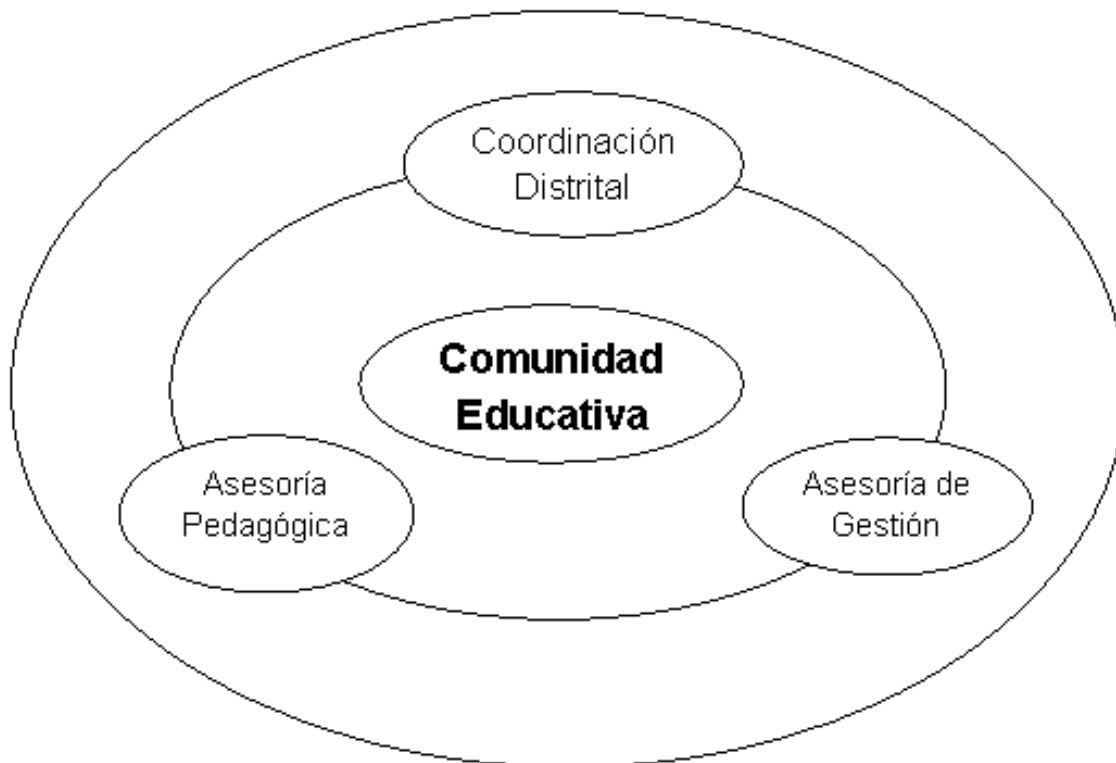 Coordinación
Distrital
Comunidad
Educativa
Asesoría
Pedagógica
Asesoría de
Gestión